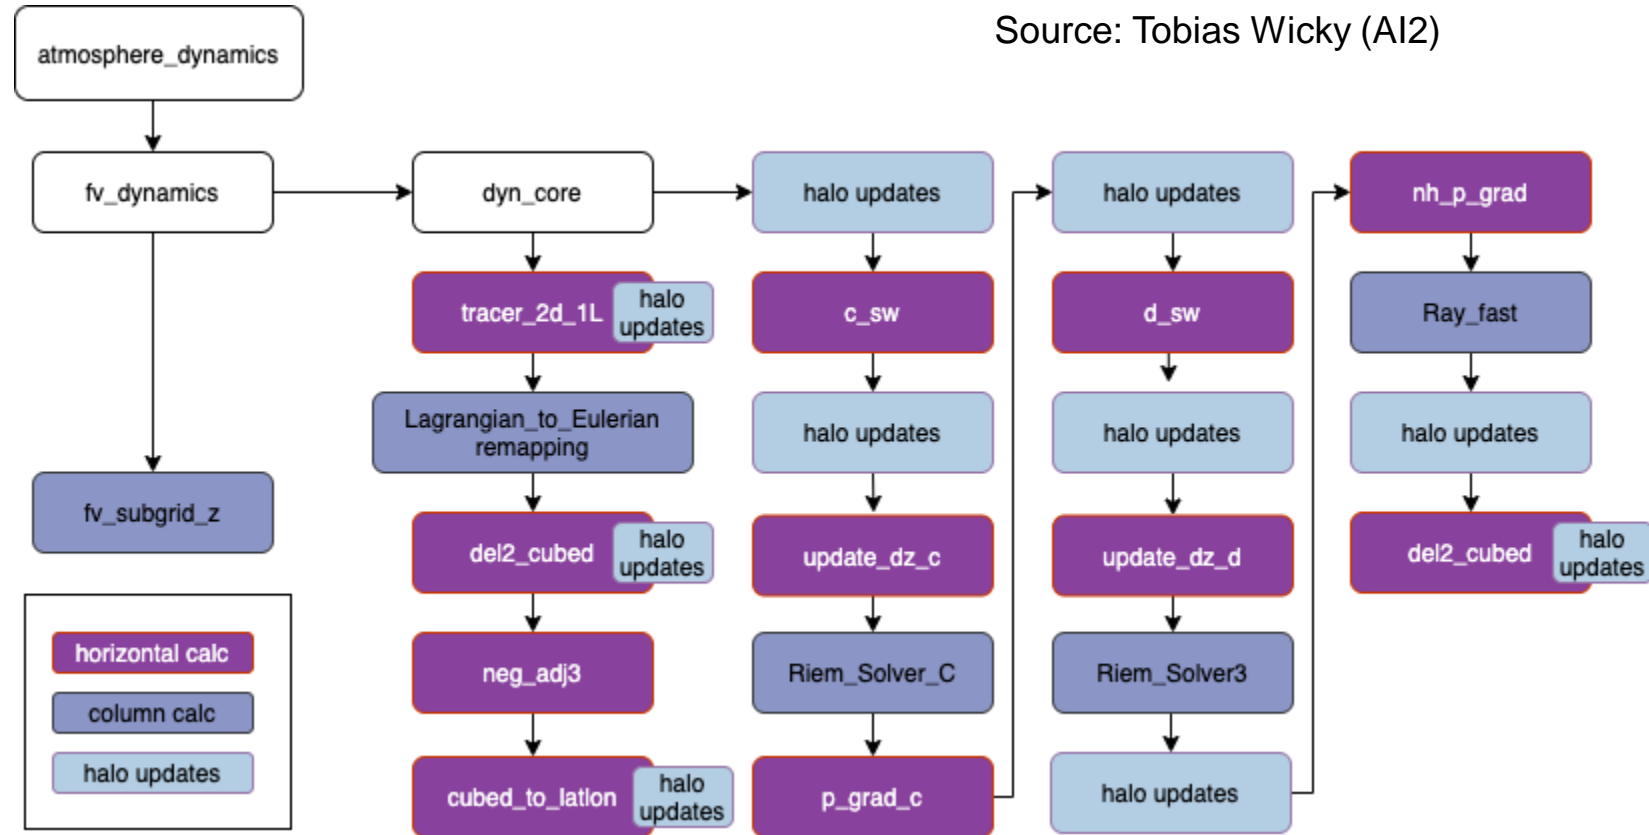 Source: Tobias Wicky (AI2)
atmosphere_dynamics
fv_dynamics
fv_subgrid_z
dyn_core
tracer_2d_1L
halo
updates
Lagrangian_to_Eulerian
remapping
del2_cubed
halo
updates
neg_adj3
cubed_to_latlon
halo
updates
halo updates
c_sw
halo updates
update_dz_c
Riem_Solver_C
p_grad_c
halo updates
d_sw
halo updates
update_dz_d
Riem_Solver3
halo updates
nh_p_grad
Ray_fast
halo updates
del2_cubed
halo
updates
horizontal calc
column calc
halo updates